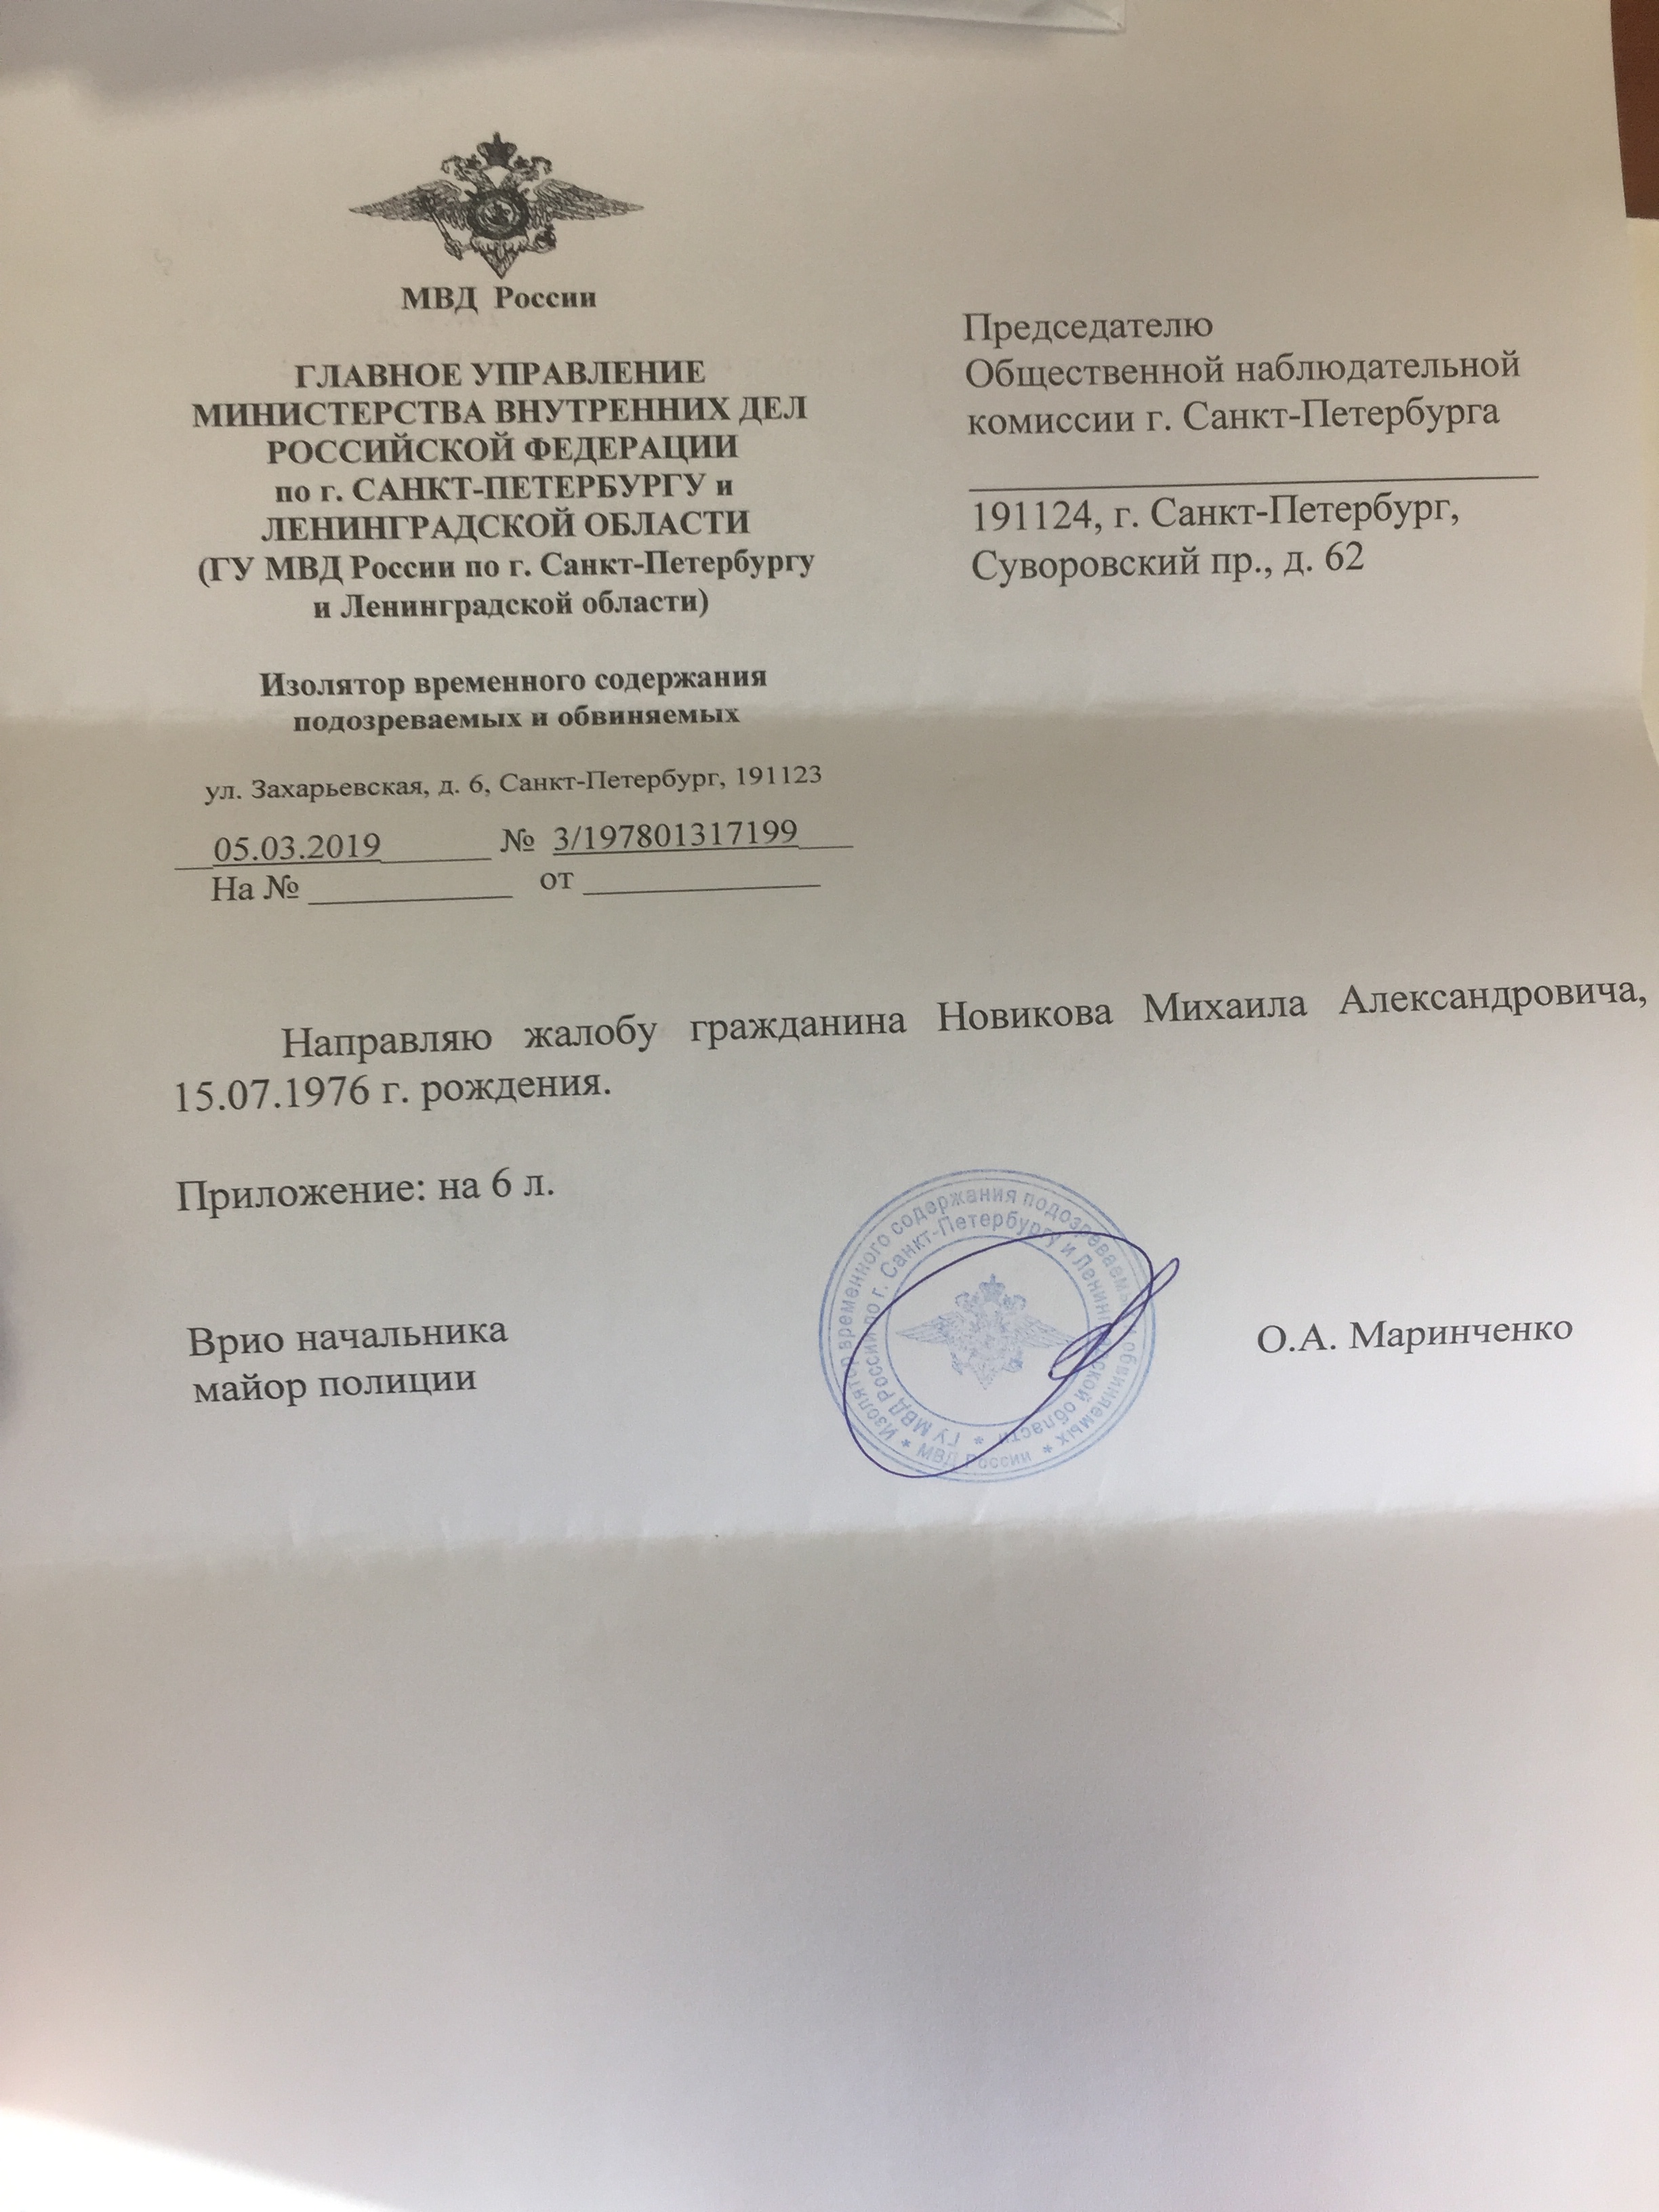 МВД России
ГЛАВНОЕ УПРАВЛЕНИЕ
МИНИСТЕРСТВА ВНУТРЕННИХ ДЕЛ
РОССИЙСКОЙ ФЕДЕРАЦИИ
по г. САНКТ-ПЕТЕРБУРГУ и
ЛЕНИНГРАДСКОЙ ОБЛАСТИ
(ГУ МВД России по г. Санкт-Петербургу
и Ленинградской области)
Изолятор временного содержания
подозреваемых и обвиняемых
ул. Захарьевская, д. 6, Санкт-Петербург, 191123
05.03.2019 № 3/197801317199
На № от
Председателю
Общественной наблюдательной
комиссии г. Санкт-Петербурга
191124, г. Санкт-Петербург,
Суворовский пр., д. 62
Направляю жалобу гражданина Новикова Михаила Александровича,
15.07.1976 г. рождения.
Приложение: на 6 л.
Врио начальника
майор полиции
О.А. Маринченко
* Изолятор временного содержания подозреваемых и обвиняемых *
МВД России
ГУ МВД России по г. Санкт-Петербургу и Ленинградской области *